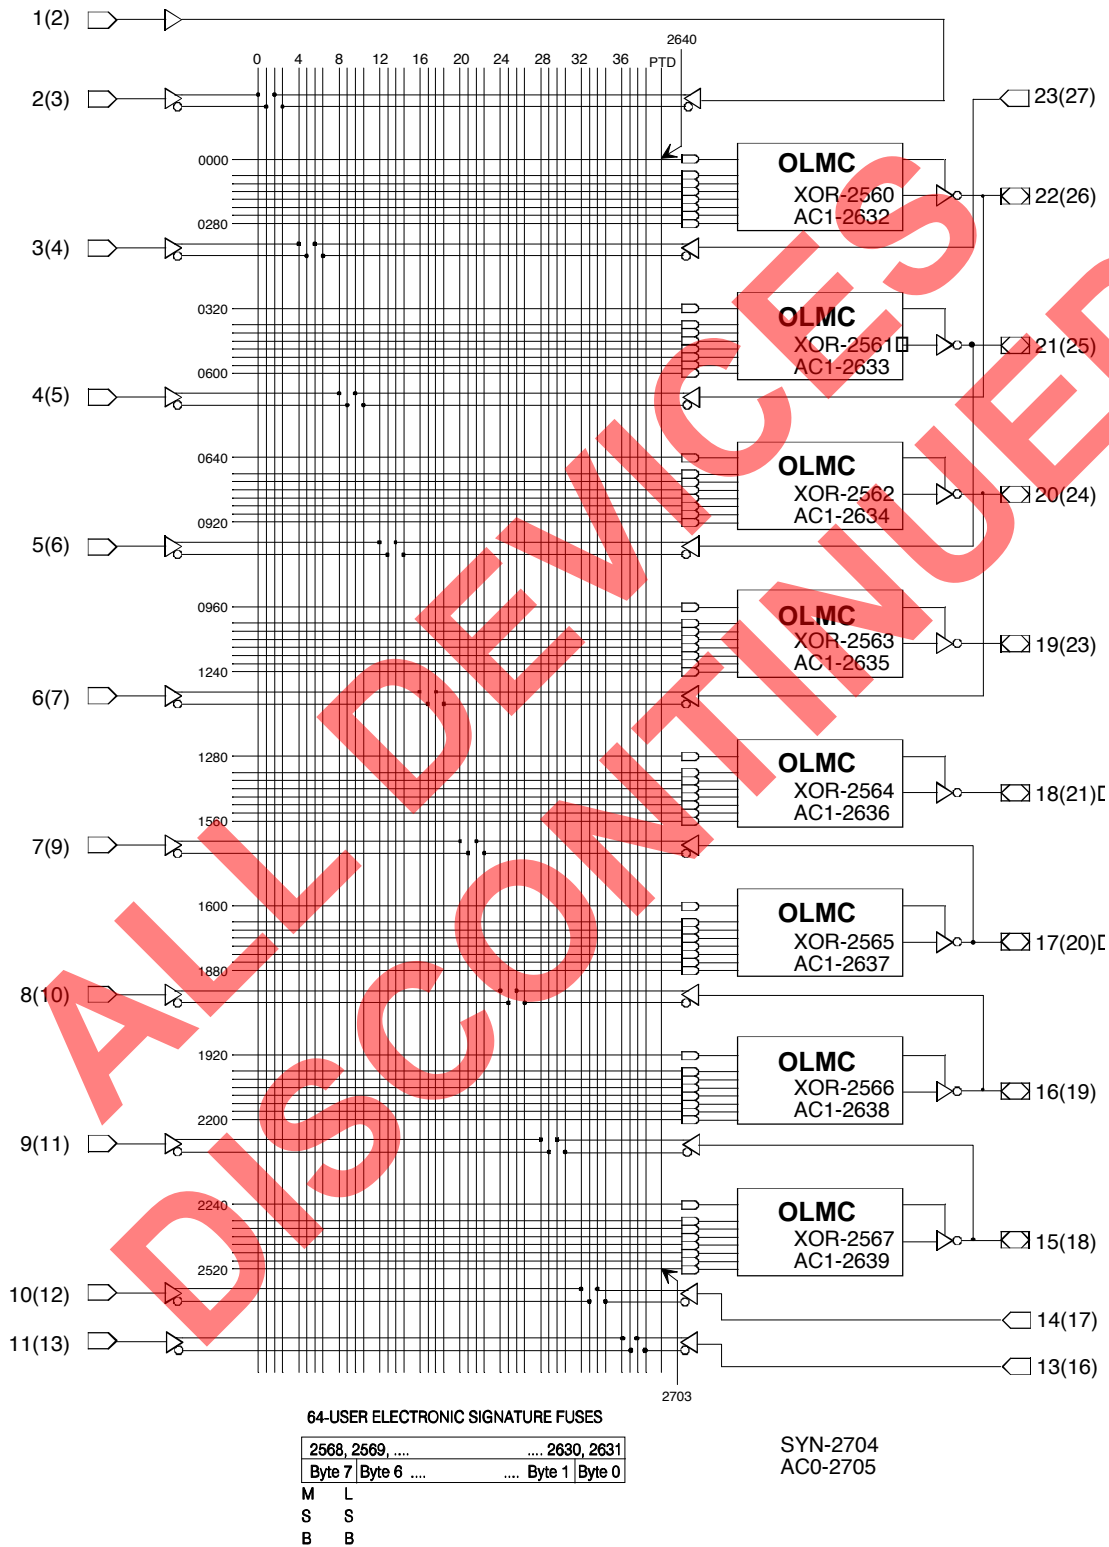 1(2)
2640
0 4 8 12 16 20 24 28 32 36 PTD
2(3)
23(27)
0000
OLMC
XOR-2560
AC1-2632
22(26)
0280
3(4)
0320
OLMC
XOR-2561
AC1-2633
21(25)
0600
4(5)
0640
OLMC
XOR-2562
AC1-2634
20(24)
0920
5(6)
0960
OLMC
XOR-2563
AC1-2635
19(23)
1240
6(7)
1280
OLMC
XOR-2564
AC1-2636
18(21)
1560
7(9)
1600
OLMC
XOR-2565
AC1-2637
17(20)
1880
8(10)
1920
OLMC
XOR-2566
AC1-2638
16(19)
2200
9(11)
2240
OLMC
XOR-2567
AC1-2639
15(18)
2520
10(12)
14(17)
11(13)
13(16)
2703
64-USER ELECTRONIC SIGNATURE FUSES
2568, 2569, .... .... 2630, 2631
Byte 7 Byte 6 .... .... Byte 1 Byte 0
M L
S S
B B
SYN-2704
AC0-2705
ALL DEVICES
DISCONTINUED